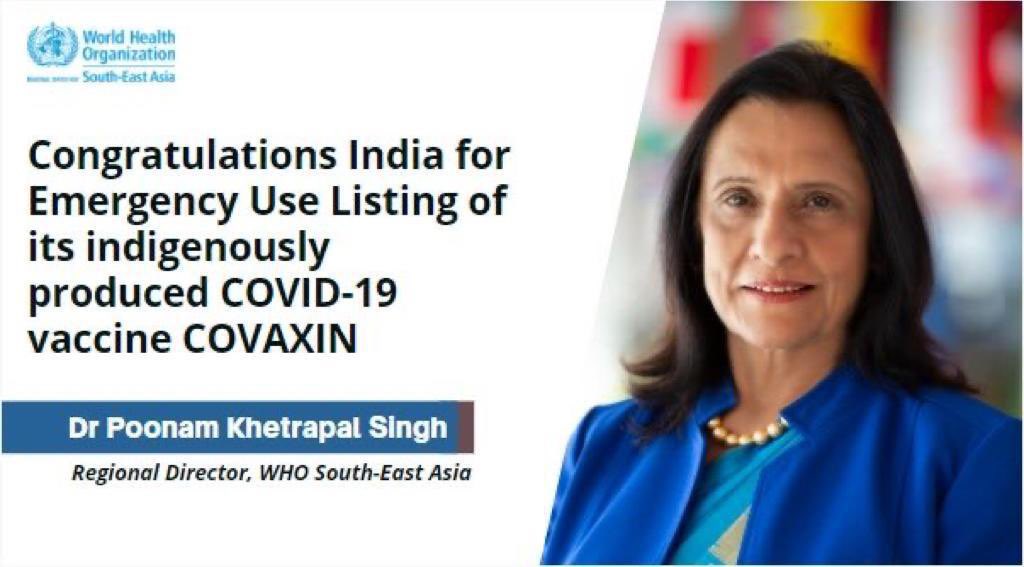 World Health
Organization
South-East Asia
Congratulations India for
Emergency Use Listing of
its indigenously
produced COVID-19
vaccine COVAXIN
Dr Poonam Khetrapal Singh
Regional Director, WHO South-East Asia